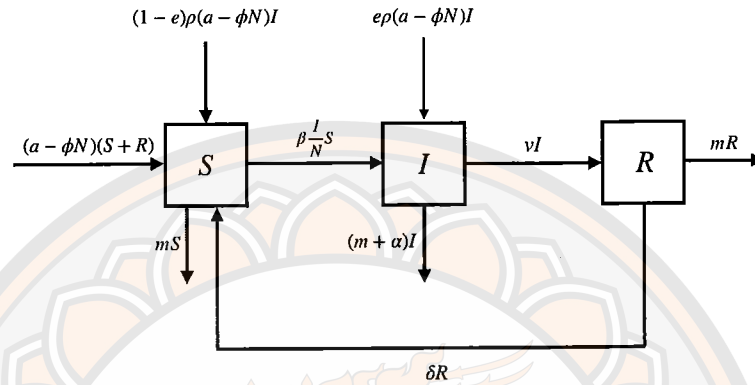 (1 − e)ρ(a − ϕN)I
eρ(a − ϕN)I
(a − ϕN)(S + R)
S
β I/N S
I
vI
R
mR
mS
(m + α)I
δR